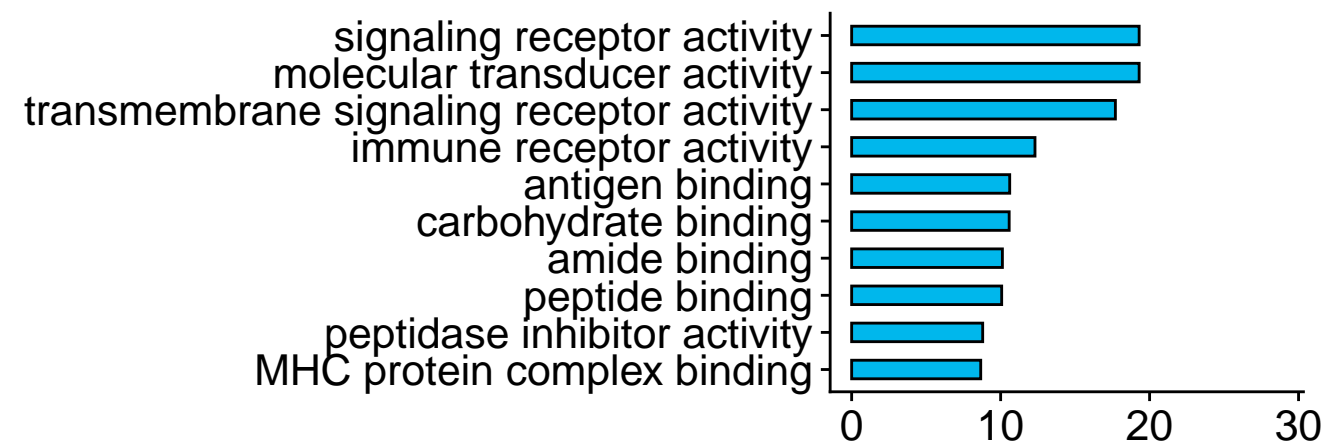 signaling receptor activity
molecular transducer activity
transmembrane signaling receptor activity
immune receptor activity
antigen binding
carbohydrate binding
amide binding
peptide binding
peptidase inhibitor activity
MHC protein complex binding
0 10 20 30